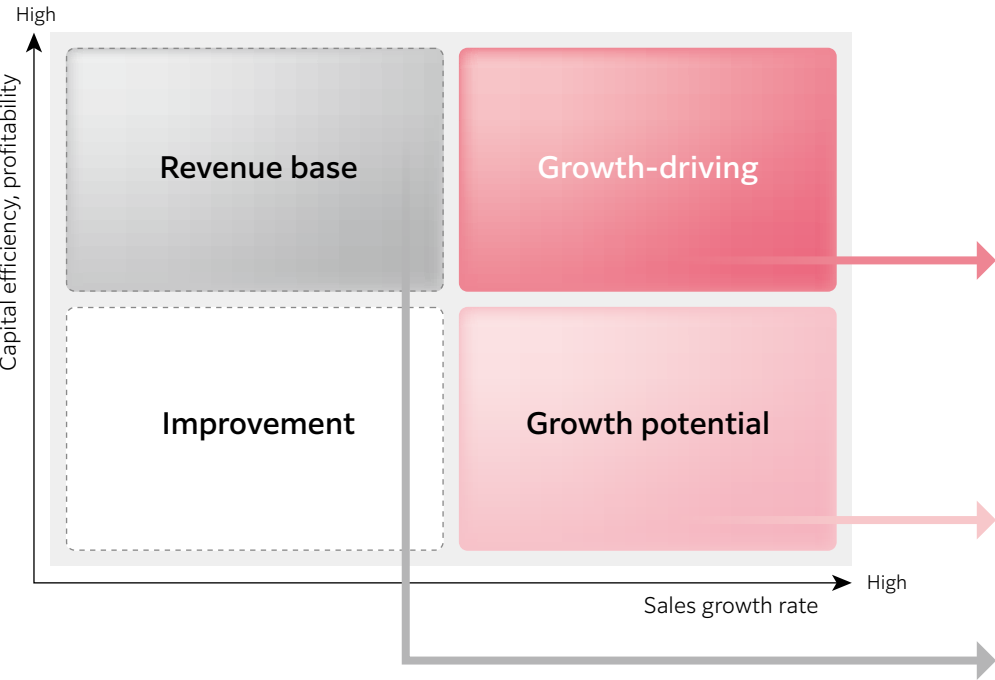 High
Capital efficiency, profitability
Revenue base
Growth-driving
Improvement
Growth potential
High
Sales growth rate